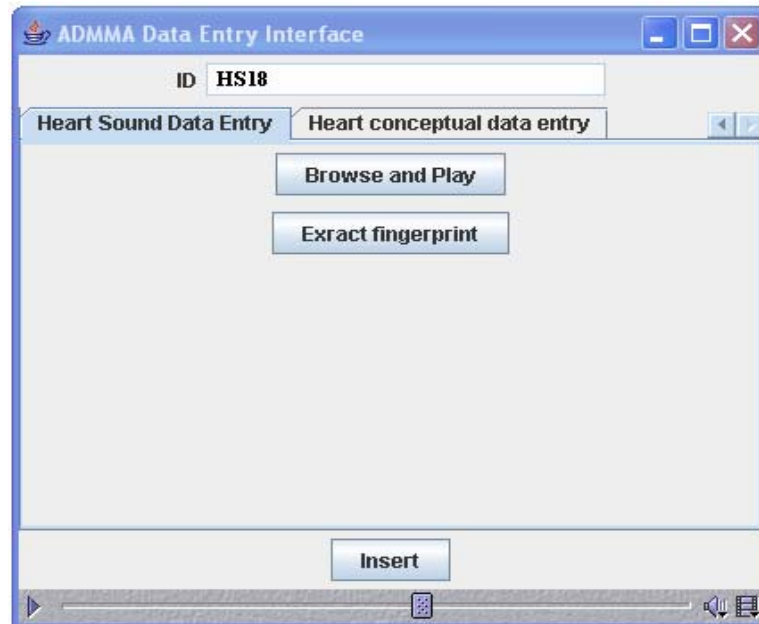 ADMMA Data Entry Interface
ID HS18
Heart Sound Data Entry Heart conceptual data entry
Browse and Play
Exract fingerprint
Insert